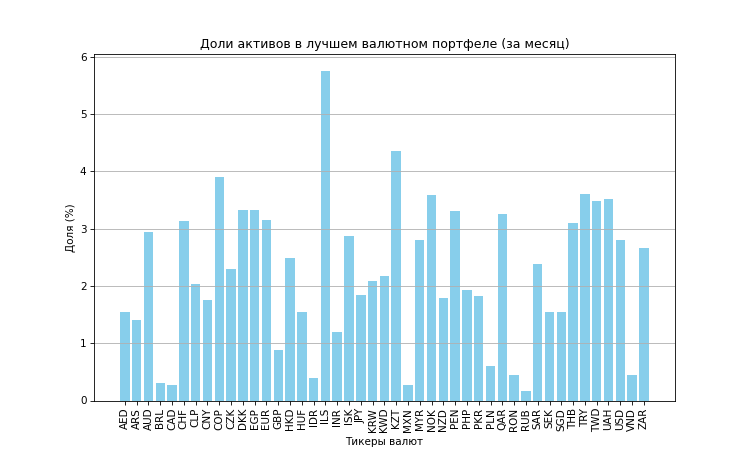 Доли активов в лучшем валютном портфеле (за месяц)
6
5
4
3
2
1
0
Доля (%)
AED ARS AUD BRL CAD CHF CLP CNY COP CZK DKK EGP EUR GBP HKD HUF IDR ILS INR ISK JPY KRW KWD KZT MXN MYR NOK NZD PEN PHP PKR PLN QAR RON RUB SAR SEK SGD THB TRY TWD UAH USD VND ZAR
Тикеры валют